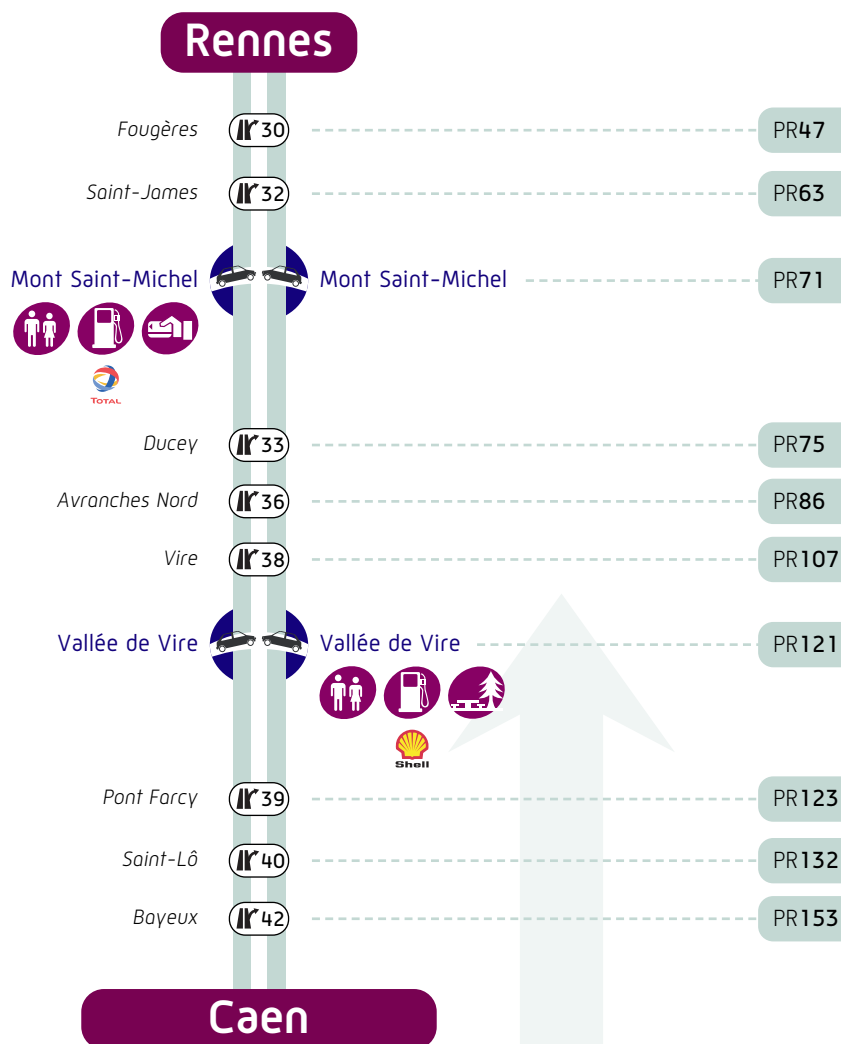 Rennes
Fougères 30 PR47
Saint-James 32 PR63
Mont Saint-Michel Mont Saint-Michel PR71
TOTAL
Ducey 33 PR75
Avranches Nord 36 PR86
Vire 38 PR107
Vallée de Vire Vallée de Vire PR121
Shell
Pont Farcy 39 PR123
Saint-Lô 40 PR132
Bayeux 42 PR153
Caen